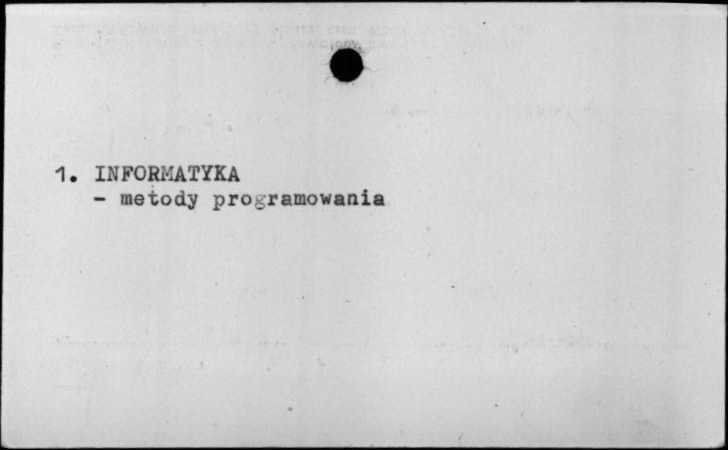 1. INFORMATYKA
- metody programowania